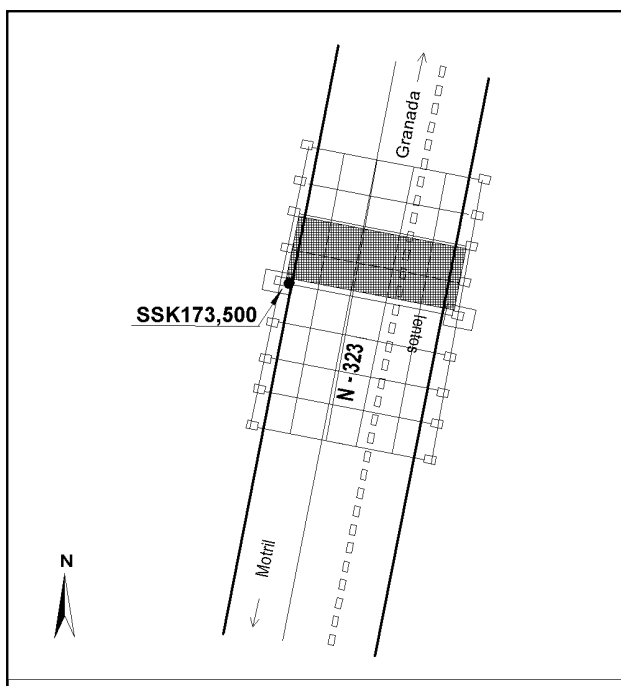 Granada
SSK173,500
lentos
N - 323
Motril
N